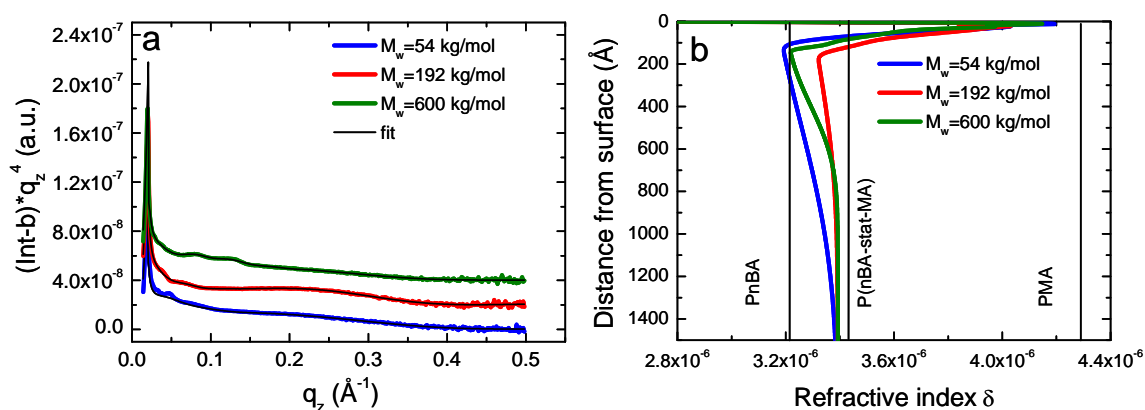 a
M_w=54 kg/mol
M_w=192 kg/mol
M_w=600 kg/mol
fit
2.4x10⁻⁷
2.0x10⁻⁷
1.6x10⁻⁷
1.2x10⁻⁷
8.0x10⁻⁸
4.0x10⁻⁸
0.0
(Int-b)*q_z⁴ (a.u.)
0.0 0.1 0.2 0.3 0.4 0.5
q_z (Å⁻¹)
b
M_w=54 kg/mol
M_w=192 kg/mol
M_w=600 kg/mol
0
200
400
600
800
1000
1200
1400
Distance from surface (Å)
PnBA
P(nBA-stat-MA)
PMA
2.8x10⁻⁶ 3.2x10⁻⁶ 3.6x10⁻⁶ 4.0x10⁻⁶ 4.4x10⁻⁶
Refractive index δ